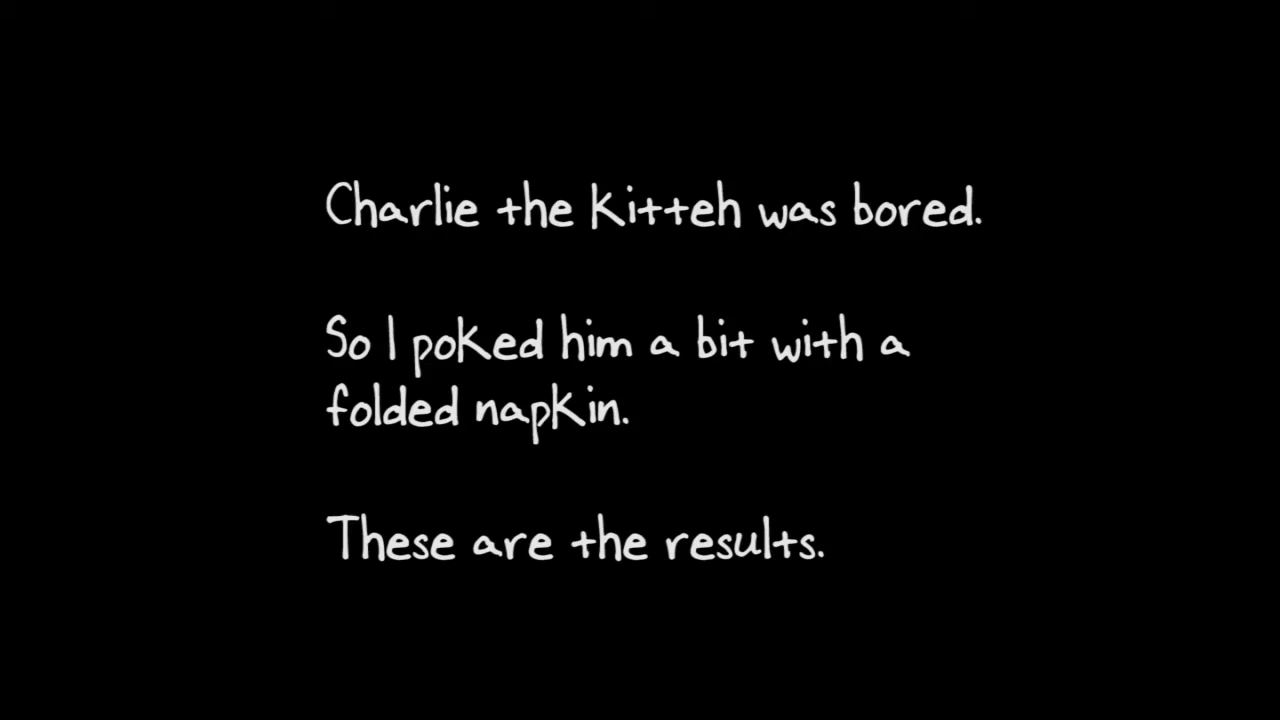 Charlie the Kitteh was bored.
So I poked him a bit with a
folded napkin.
These are the results.